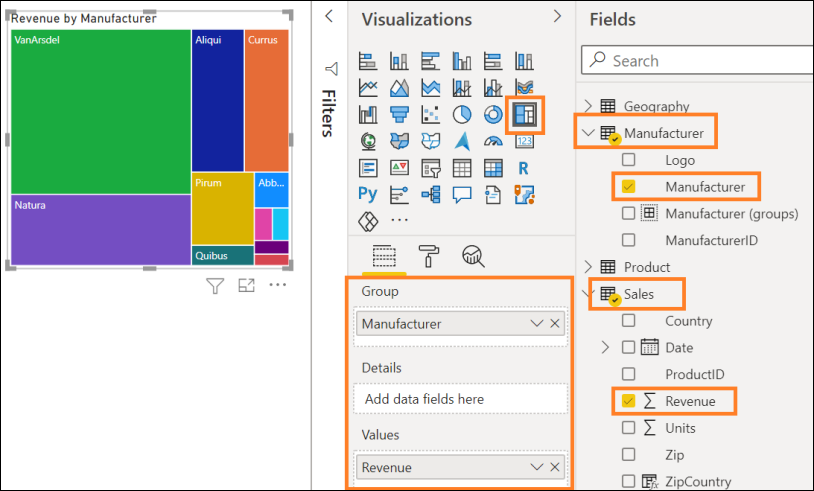 Revenue by Manufacturer
VanArsdel
Aliqui
Currus
Natura
Pirum
Abb...
Quibus
Filters
Visualizations
123
R
Py
Group
Manufacturer
Details
Add data fields here
Values
Revenue
Fields
Search
Geography
Manufacturer
Logo
Manufacturer
Manufacturer (groups)
ManufacturerID
Product
Sales
Country
Date
ProductID
Revenue
Units
Zip
ZipCountry